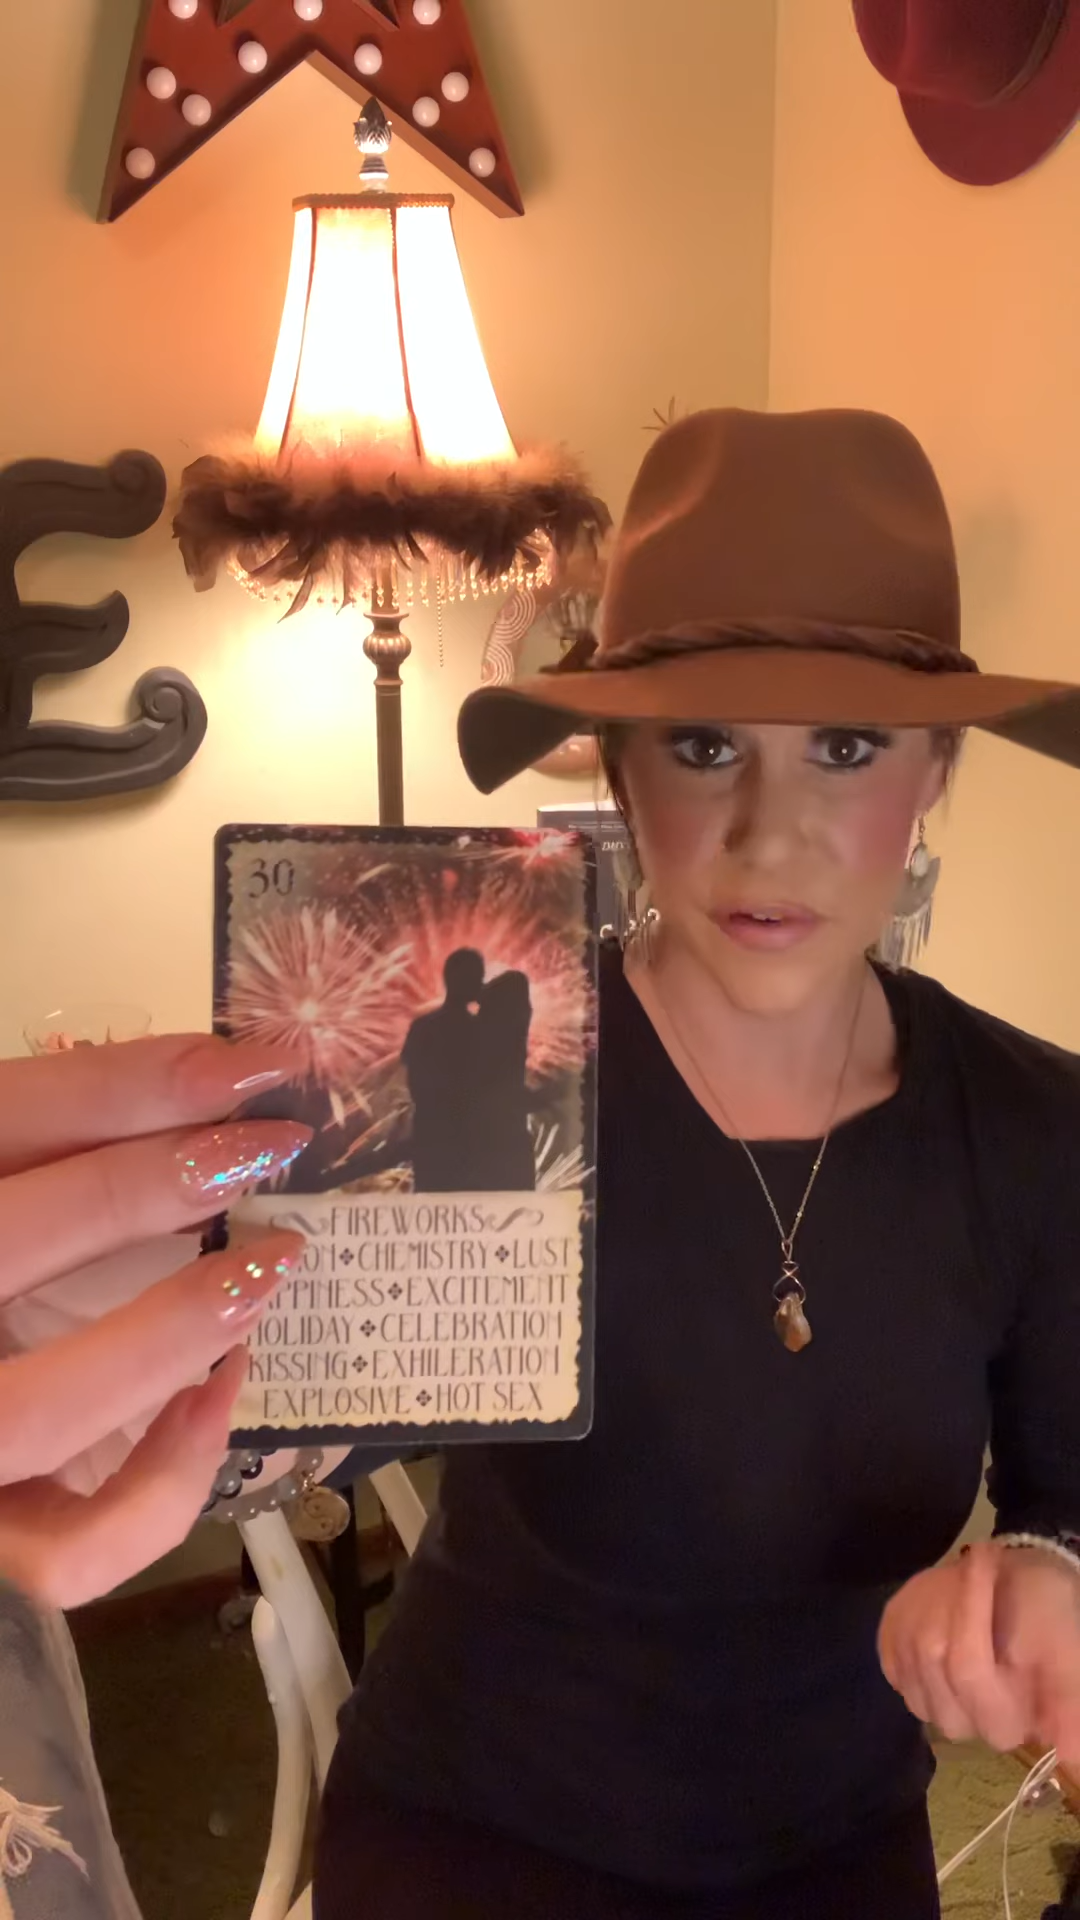 30
E
FIREWORKS
CHEMISTRY❖LUST
❖EXCITEMENT
HOLIDAY❖CELEBRATION
KISSING❖EXHILERATION
EXPLOSIVE❖HOT SEX